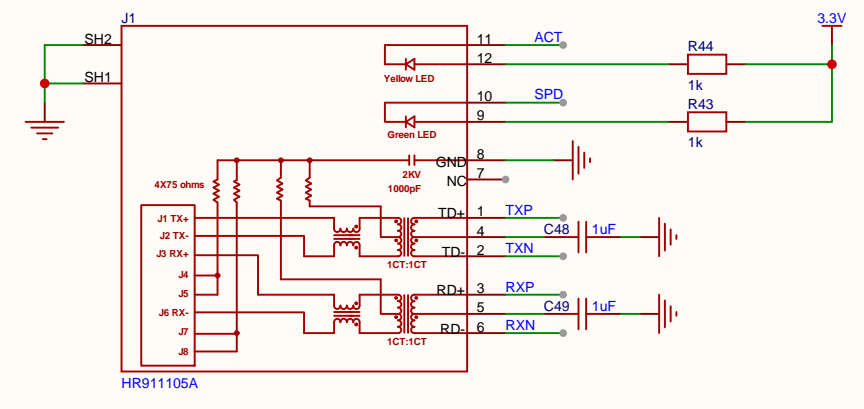 J1
3.3V
SH2
11
ACT
12
R44
SH1
Yellow LED
1k
10
SPD
R43
9
Green LED
1k
GND
8
2KV
NC
7
4X75 ohms
1000pF
J1 TX+
TD+
1
TXP
J2 TX-
4
C48
1uF
J3 RX+
TD-
2
TXN
1CT:1CT
J4
J5
RD+
3
RXP
J6 RX-
5
C49
1uF
J7
RD-
6
RXN
1CT:1CT
J8
HR911105A